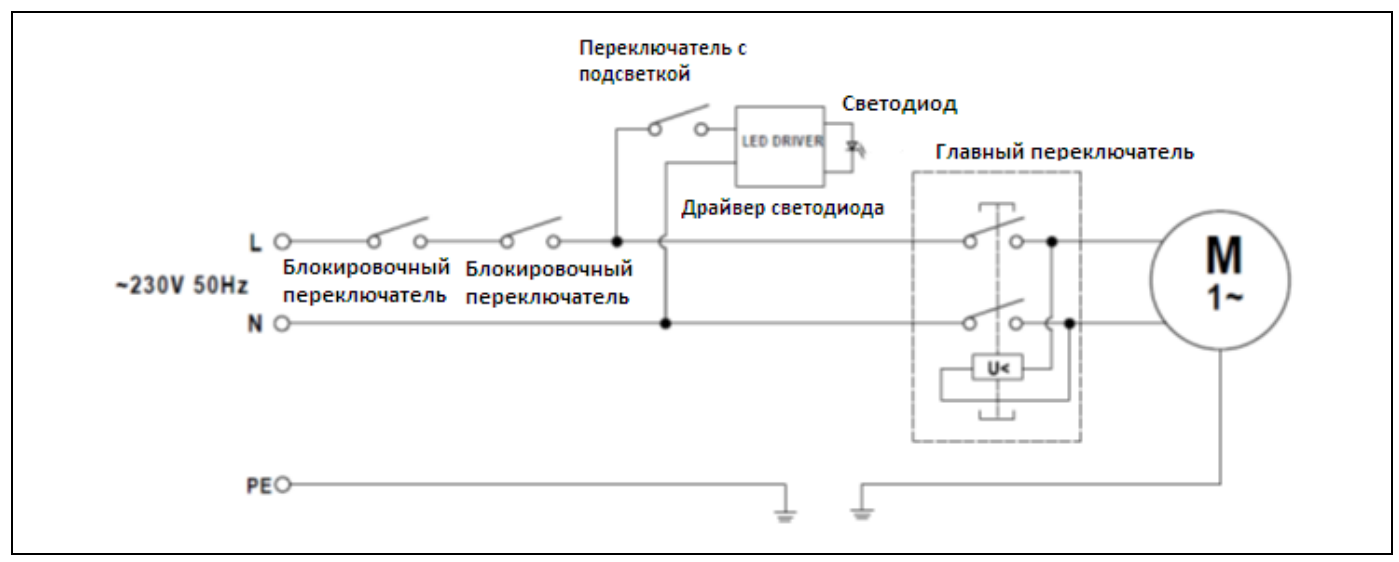 Переключатель с
подсветкой
Светодиод
LED DRIVER
Главный переключатель
Драйвер светодиода
L
M
1~
Блокировочный
переключатель
Блокировочный
переключатель
~230V 50Hz
N
U<
PE